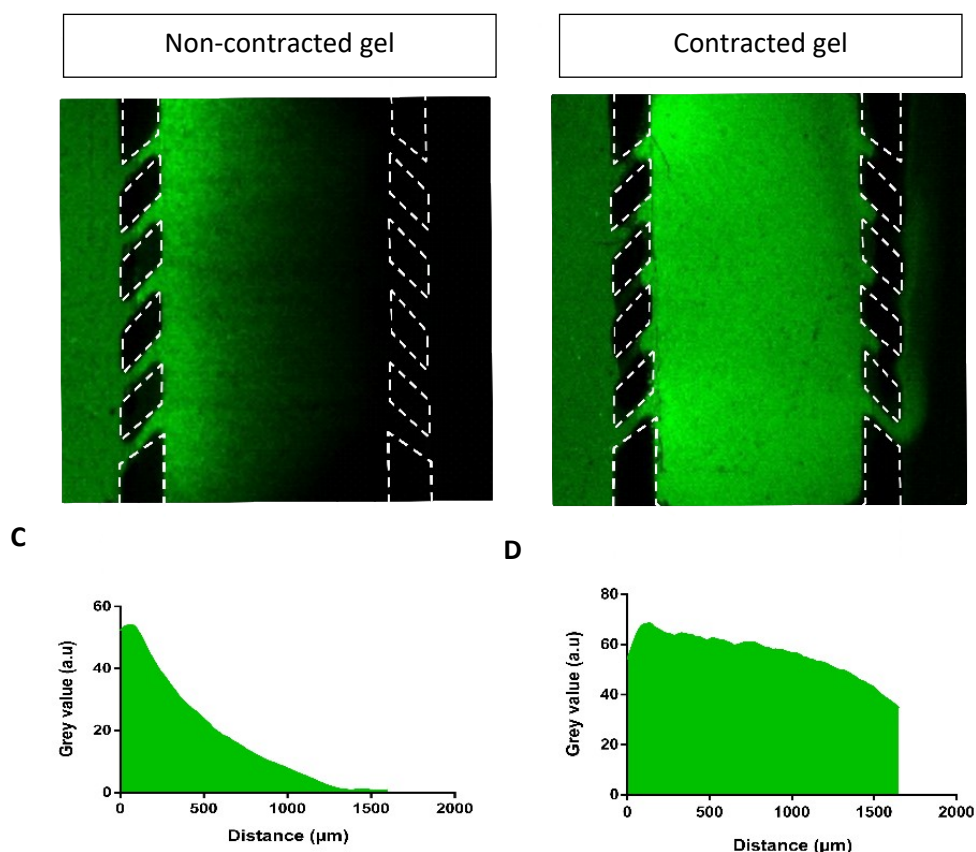 Non-contracted gel
Contracted gel
C
D
60
40
20
0
Grey value (a.u)
0
500
1000
1500
2000
Distance (µm)
80
60
40
20
0
Grey value (a.u)
0
500
1000
1500
2000
Distance (µm)